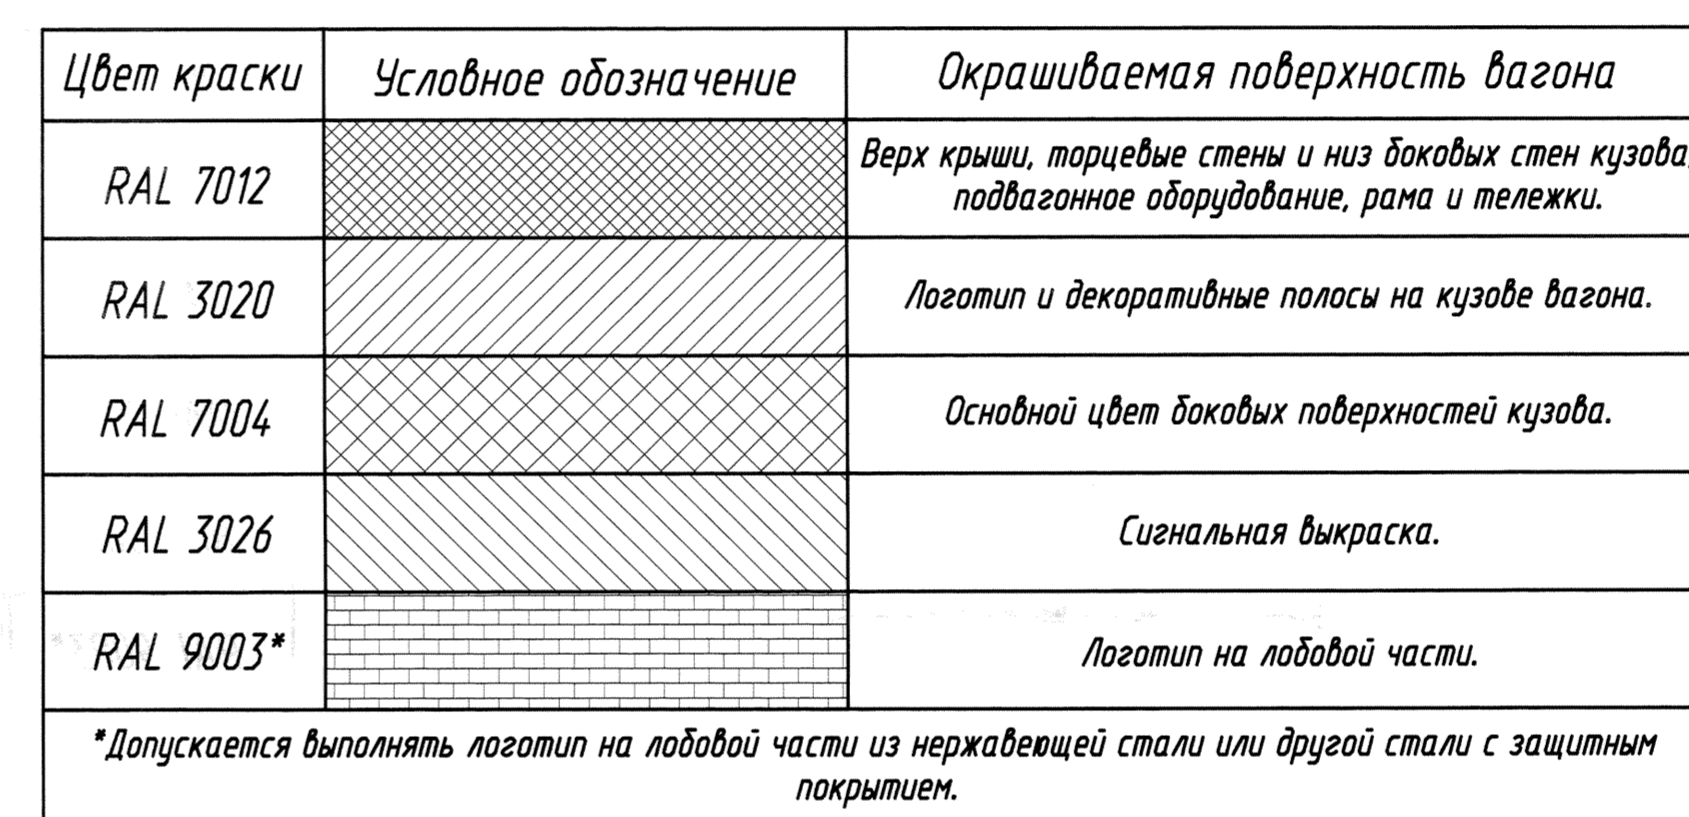 Цвет краски Условное обозначение Окрашиваемая поверхность вагона
RAL 7012
Верх крыши, торцевые стены и низ боковых стен кузова,
подвагонное оборудование, рама и тележки.
RAL 3020 Логотип и декоративные полосы на кузове вагона.
RAL 7004 Основной цвет боковых поверхностей кузова.
RAL 3026 Сигнальная выкраска.
RAL 9003* Логотип на лобовой части.
*Допускается выполнять логотип на лобовой части из нержавеющей стали или другой стали с защитным
покрытием.